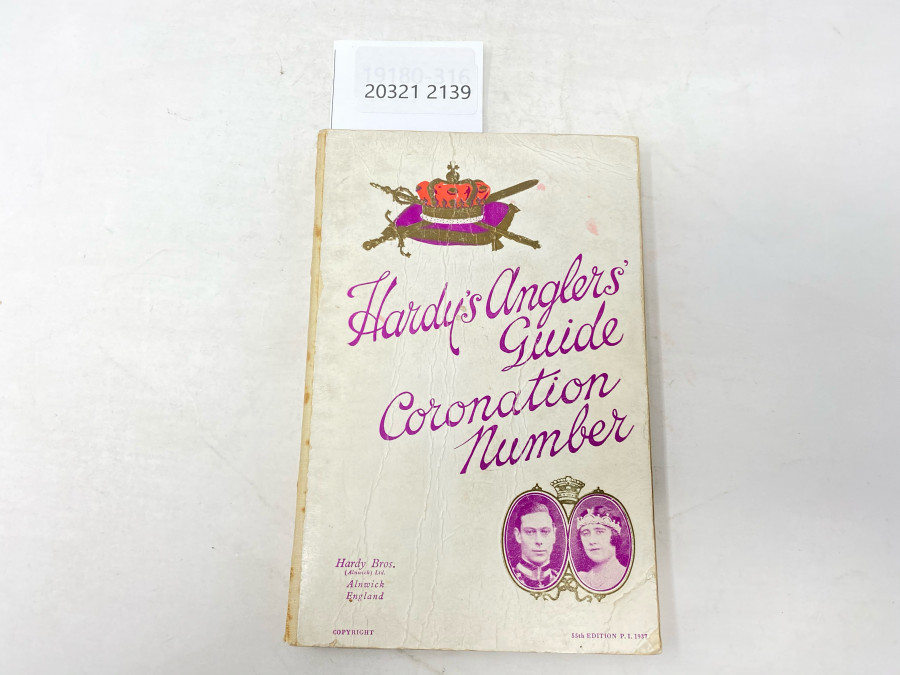 19180-316
20321 2139
Hardy's Anglers'
Guide
Coronation
Number
Hardy Bros.
(Alnwick) Ltd.
Alnwick
England
COPYRIGHT
55th EDITION P. I. 1937